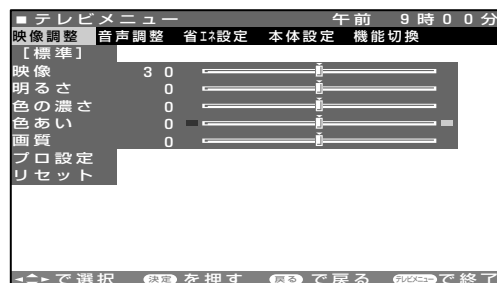 ■テレビメニュー 午前 9時00分
映像調整 音声調整 省エネ設定 本体設定 機能切換
[標準]
映像 30
明るさ 0
色の濃さ 0
色あい 0
画質 0
プロ設定
リセット
で選択 決定 を押す 戻る で戻る テレビメニュー で終了